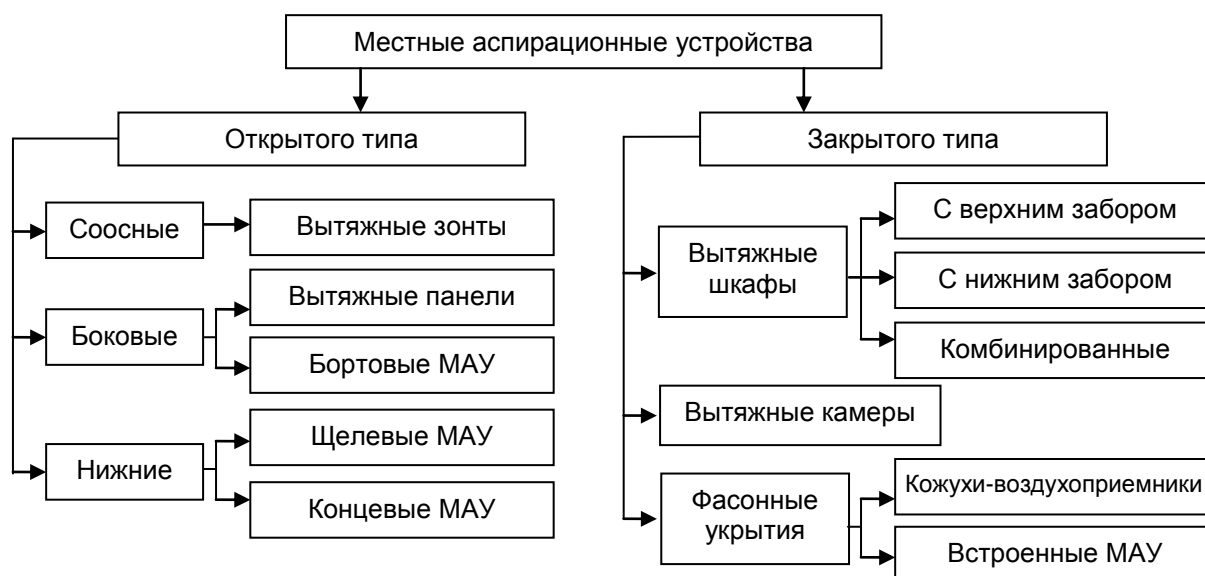 Местные аспирационные устройства
Открытого типа
Соосные
Вытяжные зонты
Боковые
Вытяжные панели
Бортовые МАУ
Нижние
Щелевые МАУ
Концевые МАУ
Закрытого типа
Вытяжные
шкафы
С верхним забором
С нижним забором
Комбинированные
Вытяжные камеры
Фасонные
укрытия
Кожухи-воздухоприемники
Встроенные МАУ